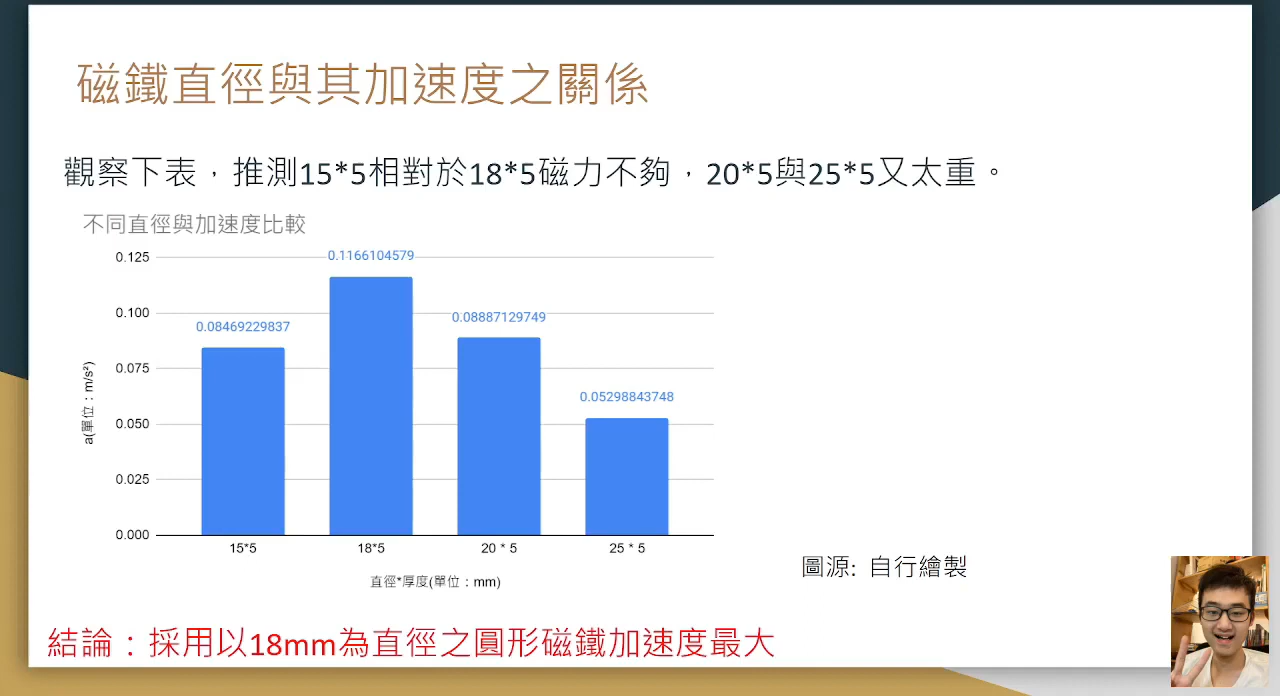 磁鐵直徑與其加速度之關係
觀察下表，推測15*5相對於18*5磁力不夠，20*5與25*5又太重。
不同直徑與加速度比較
0.125
0.100
0.075
0.050
0.025
0.000
a(單位：m/s²)
0.08469229837
0.1166104579
0.08887129749
0.05298843748
15*5
18*5
20 * 5
25 * 5
直徑*厚度(單位：mm)
圖源: 自行繪製
結論：採用以18mm為直徑之圓形磁鐵加速度最大